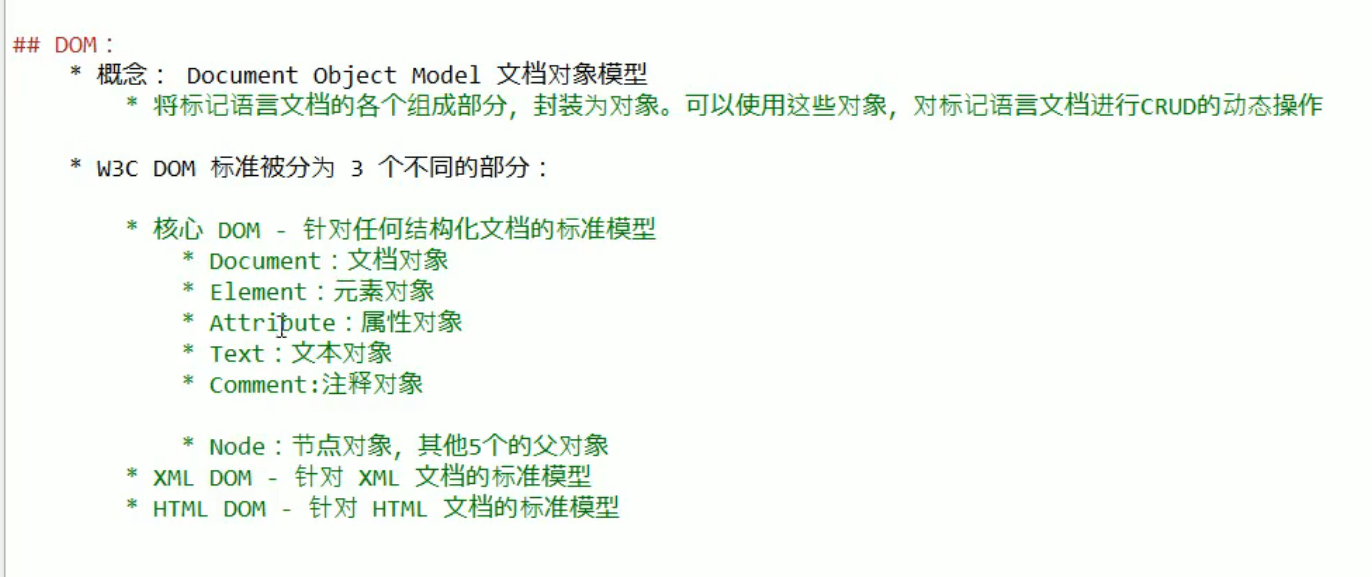 ## DOM：
* 概念： Document Object Model 文档对象模型
* 将标记语言文档的各个组成部分，封装为对象。可以使用这些对象，对标记语言文档进行CRUD的动态操作
* W3C DOM 标准被分为 3 个不同的部分：
* 核心 DOM - 针对任何结构化文档的标准模型
* Document：文档对象
* Element：元素对象
* Attribute：属性对象
* Text：文本对象
* Comment:注释对象
* Node：节点对象，其他5个的父对象
* XML DOM - 针对 XML 文档的标准模型
* HTML DOM - 针对 HTML 文档的标准模型